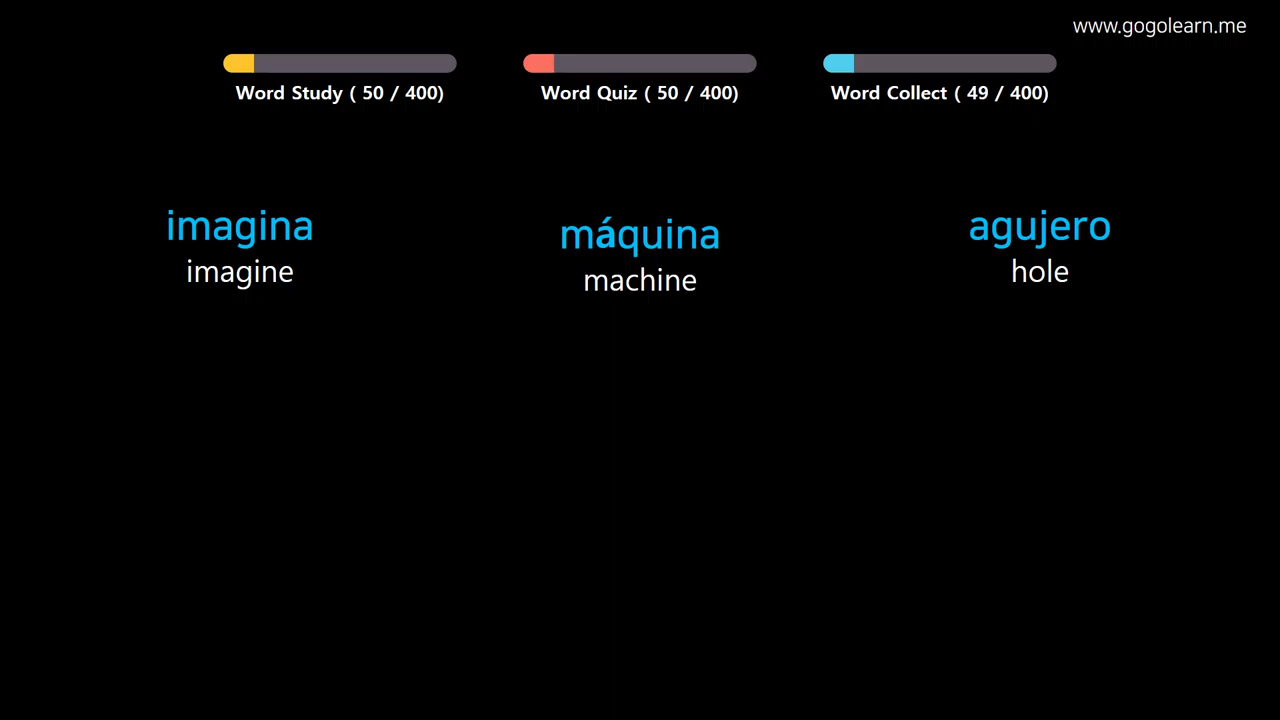 www.gogolearn.me
Word Study ( 50 / 400)
Word Quiz ( 50 / 400)
Word Collect ( 49 / 400)
imagina
imagine
máquina
machine
agujero
hole